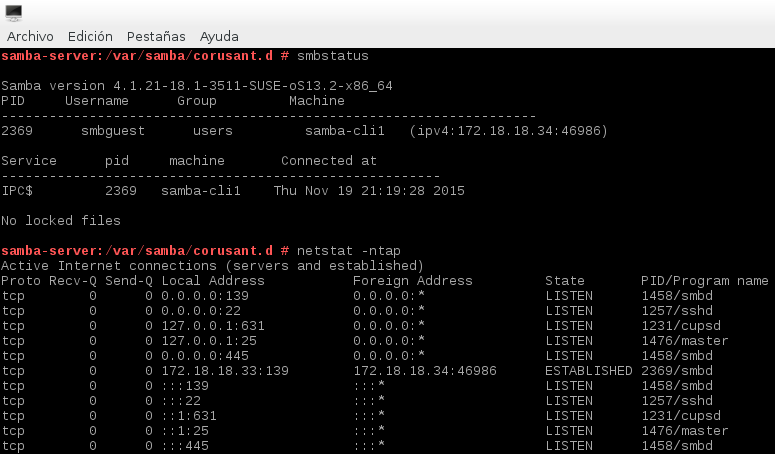 Archivo Edición Pestañas Ayuda
samba-server:/var/samba/corusant.d # smbstatus
Samba version 4.1.21-18.1-3511-SUSE-oS13.2-x86_64
PID     Username      Group         Machine
-------------------------------------------------------------------
2369      smbguest      users         samba-cli1   (ipv4:172.18.18.34:46986)
Service      pid     machine       Connected at
-------------------------------------------------------
IPC$         2369   samba-cli1    Thu Nov 19 21:19:28 2015
No locked files
samba-server:/var/samba/corusant.d # netstat -ntap
Active Internet connections (servers and established)
Proto Recv-Q Send-Q Local Address           Foreign Address         State       PID/Program name
tcp        0      0 0.0.0.0:139             0.0.0.0:*               LISTEN      1458/smbd
tcp        0      0 0.0.0.0:22              0.0.0.0:*               LISTEN      1257/sshd
tcp        0      0 127.0.0.1:631           0.0.0.0:*               LISTEN      1231/cupsd
tcp        0      0 127.0.0.1:25            0.0.0.0:*               LISTEN      1476/master
tcp        0      0 0.0.0.0:445             0.0.0.0:*               LISTEN      1458/smbd
tcp        0      0 172.18.18.33:139        172.18.18.34:46986      ESTABLISHED 2369/smbd
tcp        0      0 :::139                  :::*                    LISTEN      1458/smbd
tcp        0      0 :::22                   :::*                    LISTEN      1257/sshd
tcp        0      0 ::1:631                 :::*                    LISTEN      1231/cupsd
tcp        0      0 ::1:25                  :::*                    LISTEN      1476/master
tcp        0      0 :::445                  :::*                    LISTEN      1458/smbd